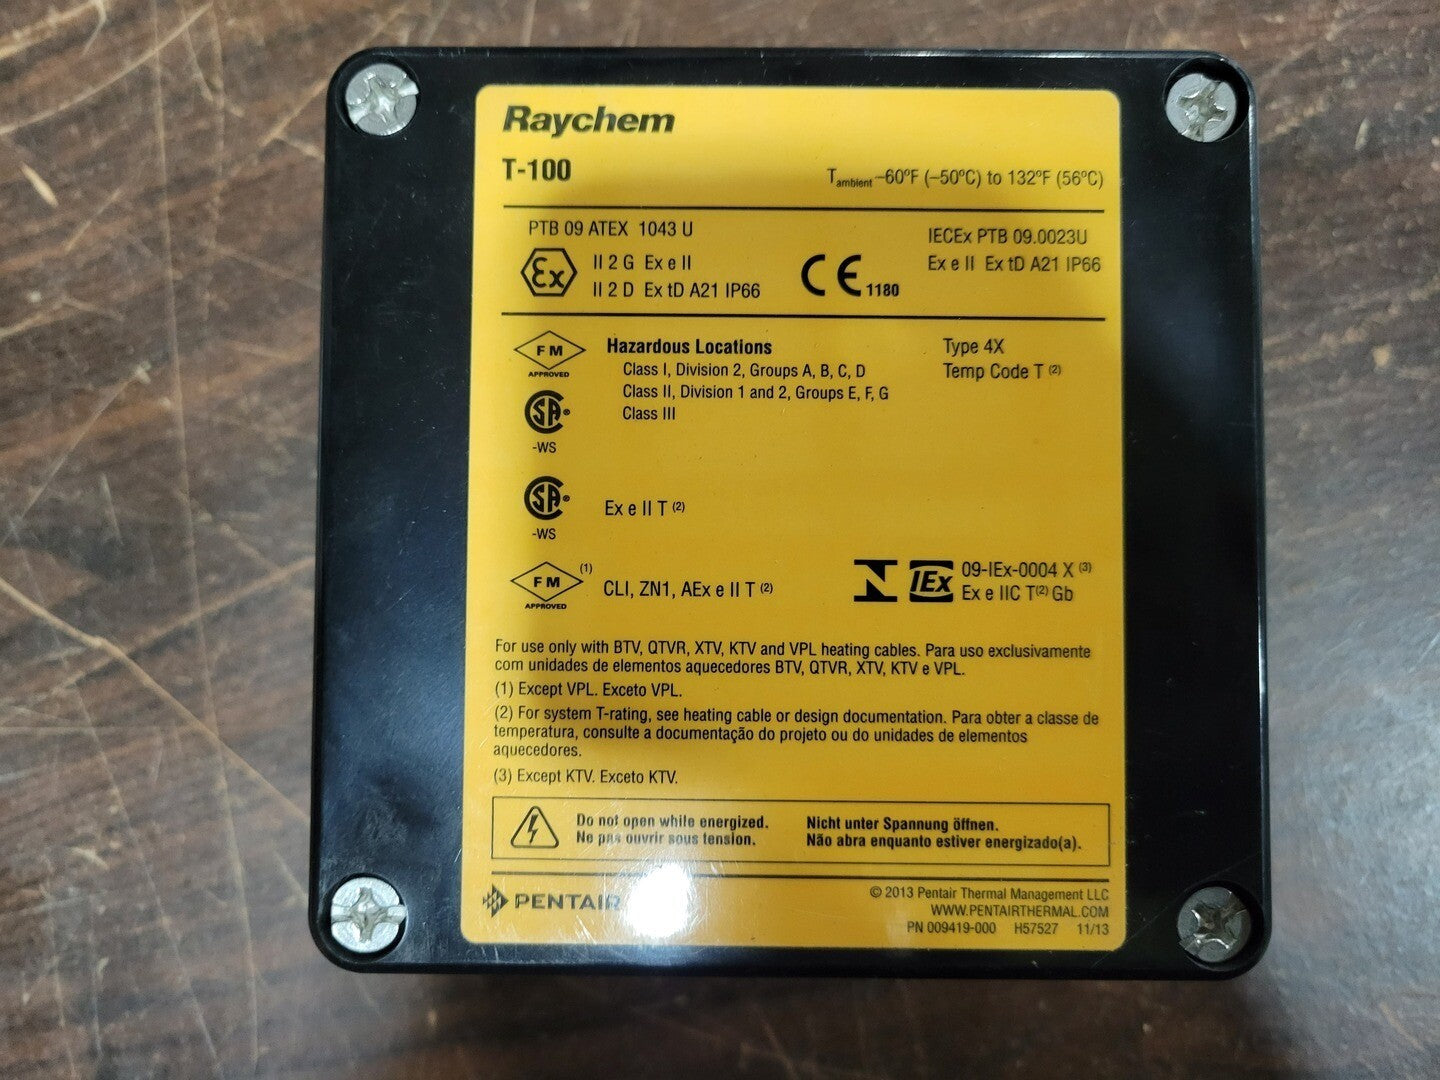 Raychem
T-100
Tambient –60ºF (–50ºC) to 132ºF (56ºC)
PTB 09 ATEX 1043 U
Ex
II 2 G Ex e II
II 2 D Ex tD A21 IP66
CE 1180
IECEx PTB 09.0023U
Ex e II Ex tD A21 IP66
FM
APPROVED
Hazardous Locations
Class I, Division 2, Groups A, B, C, D
Class II, Division 1 and 2, Groups E, F, G
Class III
Type 4X
Temp Code T (2)
SA®
-WS
SA®
-WS
Ex e II T (2)
FM (1)
APPROVED
CLI, ZN1, AEx e II T (2)
IEx
09-IEx-0004 X (3)
Ex e IIC T(2) Gb
For use only with BTV, QTVR, XTV, KTV and VPL heating cables. Para uso exclusivamente
com unidades de elementos aquecedores BTV, QTVR, XTV, KTV e VPL.
(1) Except VPL. Exceto VPL.
(2) For system T-rating, see heating cable or design documentation. Para obter a classe de
temperatura, consulte a documentação do projeto ou do unidades de elementos
aquecedores.
(3) Except KTV. Exceto KTV.
Do not open while energized.
Ne pas ouvrir sous tension.
Nicht unter Spannung öffnen.
Não abra enquanto estiver energizado(a).
PENTAIR
© 2013 Pentair Thermal Management LLC
WWW.PENTAIRTHERMAL.COM
PN 009419-000 H57527 11/13